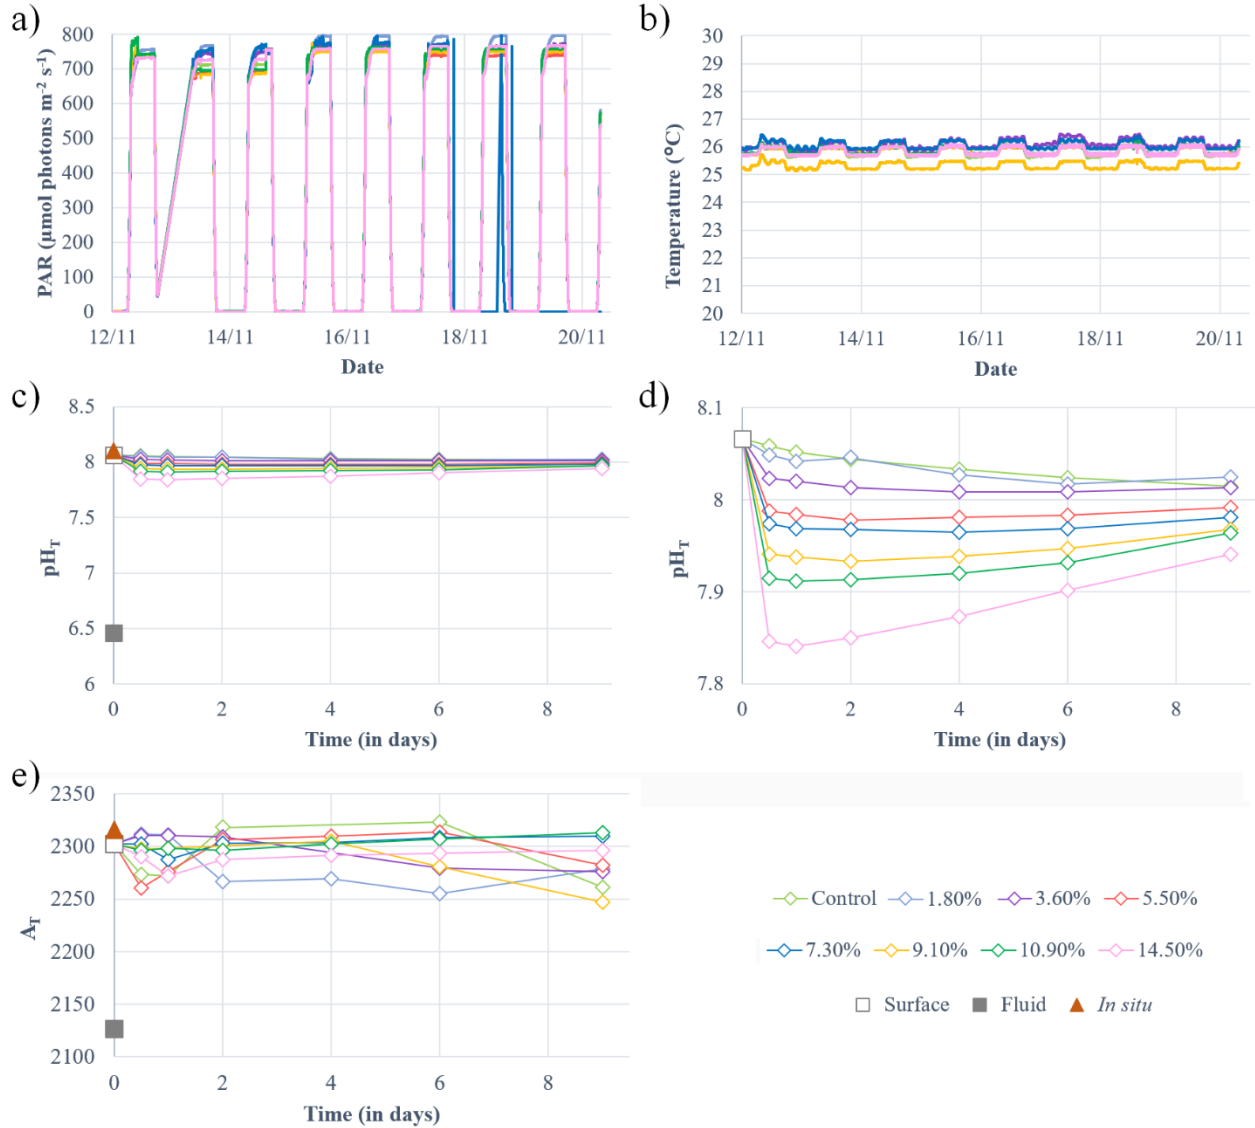 a)
800
700
600
500
400
300
200
100
0
PAR (μmol photons m⁻² s⁻¹)
12/11 14/11 16/11 18/11 20/11
Date
b)
30
29
28
27
26
25
24
23
22
21
20
Temperature (°C)
12/11 14/11 16/11 18/11 20/11
Date
c)
8.5
8
7.5
7
6.5
6
pH_T
0 2 4 6 8
Time (in days)
d)
8.1
8
7.9
7.8
pH_T
0 2 4 6 8
Time (in days)
e)
2350
2300
2250
2200
2150
2100
A_T
0 2 4 6 8
Time (in days)
Control 1.80% 3.60% 5.50%
7.30% 9.10% 10.90% 14.50%
Surface Fluid In situ